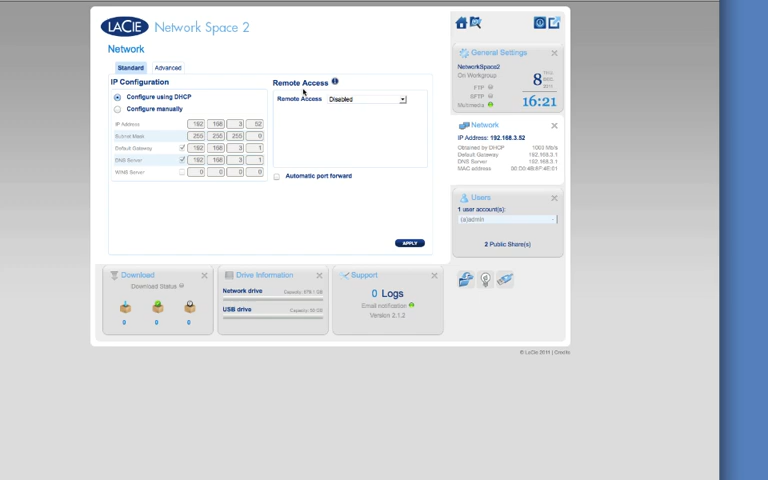 LACIE Network Space 2
Network
Standard Advanced
IP Configuration
Configure using DHCP
Configure manually
IP Address 192 168 3 52
Subnet Mask 255 255 255 0
Default Gateway 192 168 3 1
DNS Server 192 168 3 1
WINS Server 0 0 0 0
Remote Access
Remote Access Disabled
Automatic port forward
APPLY
General Settings
NetworkSpace2
On Workgroup
FTP
SFTP
Multimedia
8
THU
DEC
2011
16:21
Network
IP Address: 192.168.3.52
Obtained by DHCP 1000 Mb/s
Default Gateway 192.168.3.1
DNS Server 192.168.3.1
MAC address
Users
1 user account(s):
(a)admin
2 Public Share(s)
Download
Download Status
0 0 0
Drive Information
Network drive
USB drive
Support
0 Logs
Email notification
Version 2.1.2
© LaCie 2011 | Credits